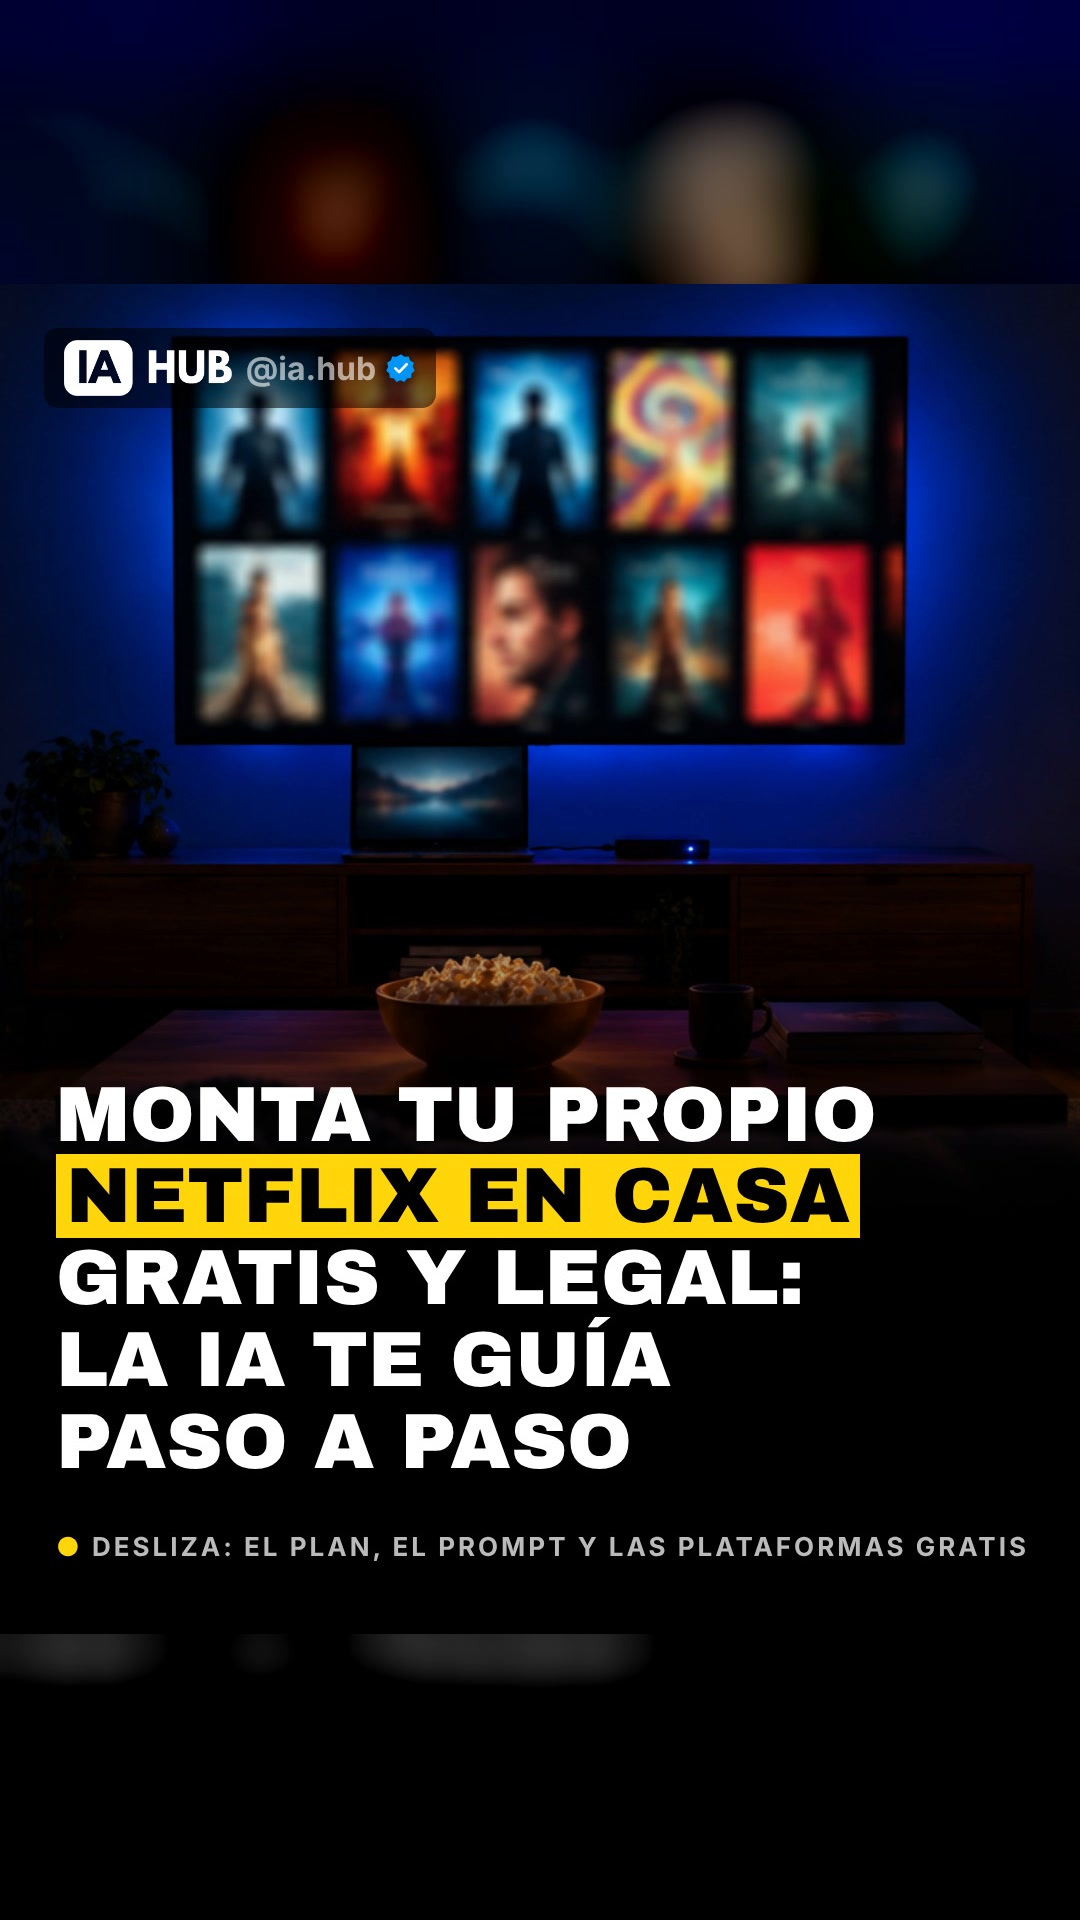 IA HUB @ia.hub
MONTA TU PROPIO
NETFLIX EN CASA
GRATIS Y LEGAL:
LA IA TE GUÍA
PASO A PASO
DESLIZA: EL PLAN, EL PROMPT Y LAS PLATAFORMAS GRATIS